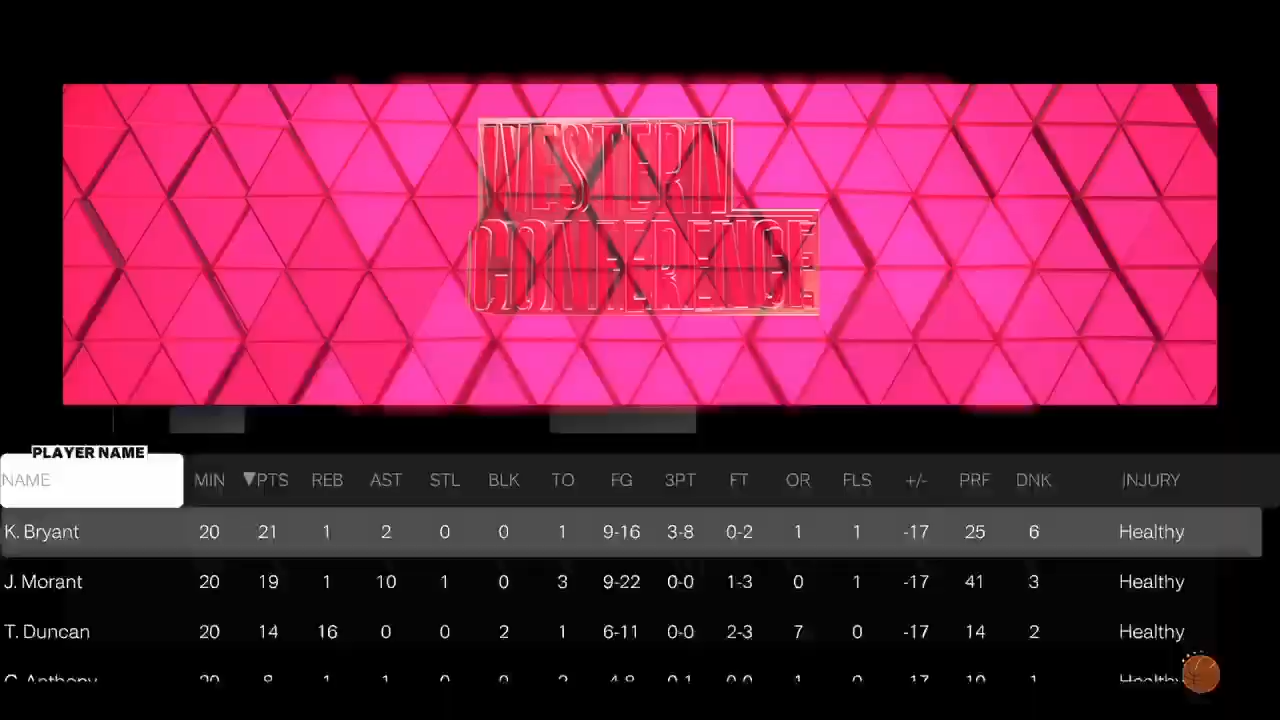 WESTERN
CONFERENCE
PLAYER NAME
NAME MIN ▼PTS REB AST STL BLK TO FG 3PT FT OR FLS +/- PRF DNK INJURY
K. Bryant 20 21 1 2 0 0 1 9-16 3-8 0-2 1 1 -17 25 6 Healthy
J. Morant 20 19 1 10 1 0 3 9-22 0-0 1-3 0 1 -17 41 3 Healthy
T. Duncan 20 14 16 0 0 2 1 6-11 0-0 2-3 7 0 -17 14 2 Healthy
C. Anthony